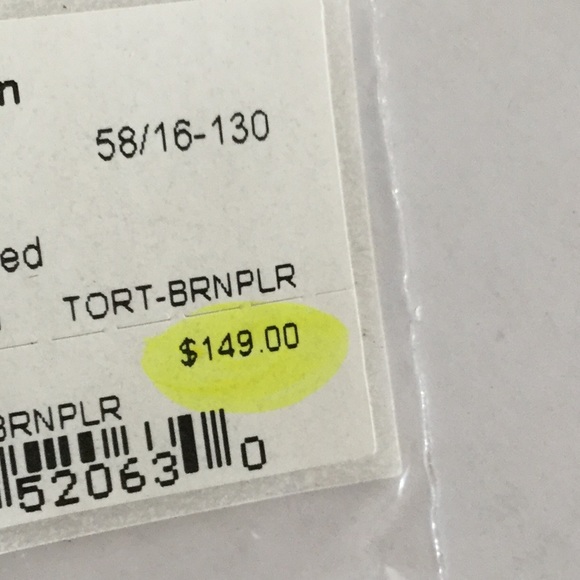 n
58/16-130
ed
TORT-BRNPLR
$149.00
BRNPLR
52063 0